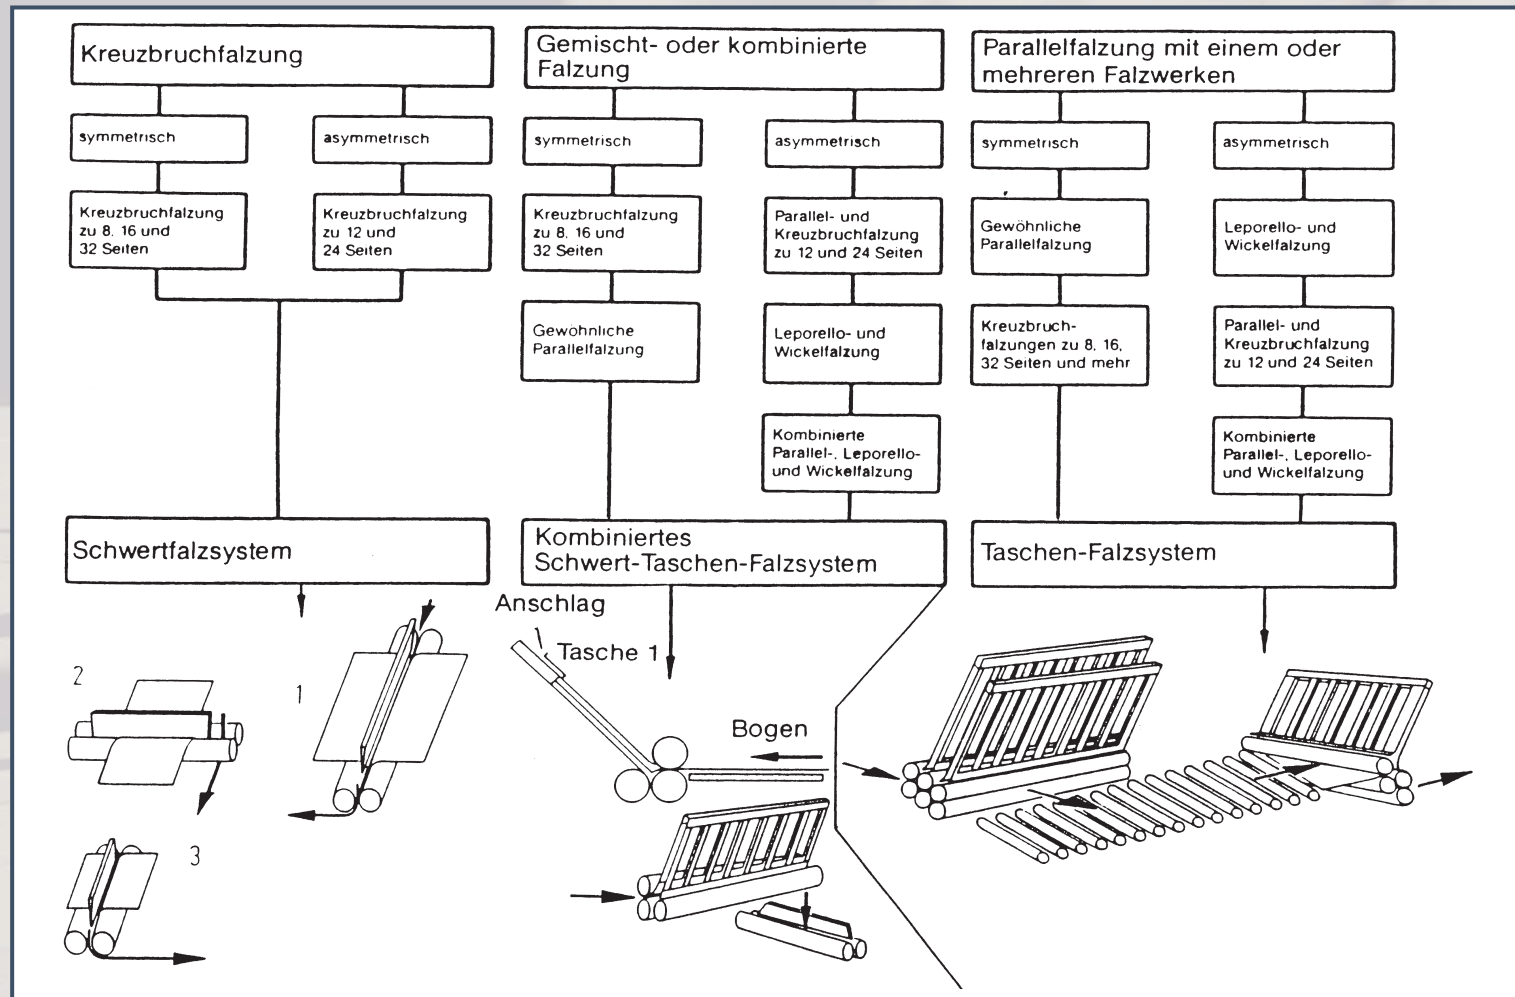 Kreuzbruchfalzung
symmetrisch
asymmetrisch
Kreuzbruchfalzung
zu 8, 16 und
32 Seiten
Kreuzbruchfalzung
zu 12 und
24 Seiten
Schwertfalzsystem
2
1
3
Gemischt- oder kombinierte
Falzung
symmetrisch
asymmetrisch
Kreuzbruchfalzung
zu 8, 16 und
32 Seiten
Parallel- und
Kreuzbruchfalzung
zu 12 und 24 Seiten
Gewöhnliche
Parallelfalzung
Leporello- und
Wickelfalzung
Kombinierte
Parallel-, Leporello-
und Wickelfalzung
Kombiniertes
Schwert-Taschen-Falzsystem
Anschlag
Tasche 1
Bogen
Parallelfalzung mit einem oder
mehreren Falzwerken
symmetrisch
asymmetrisch
Gewöhnliche
Parallelfalzung
Leporello- und
Wickelfalzung
Kreuzbruch-
falzungen zu 8, 16,
32 Seiten und mehr
Parallel- und
Kreuzbruchfalzung
zu 12 und 24 Seiten
Kombinierte
Parallel-, Leporello-
und Wickelfalzung
Taschen-Falzsystem